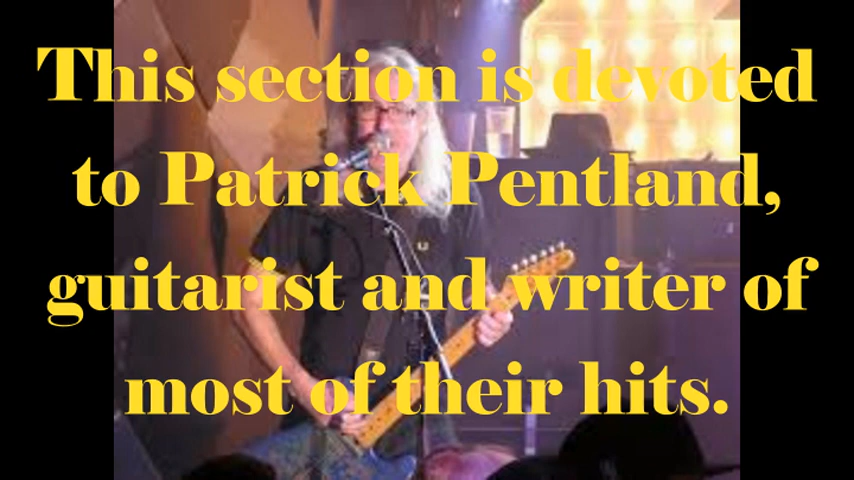 This section is devoted
to Patrick Pentland,
guitarist and writer of
most of their hits.